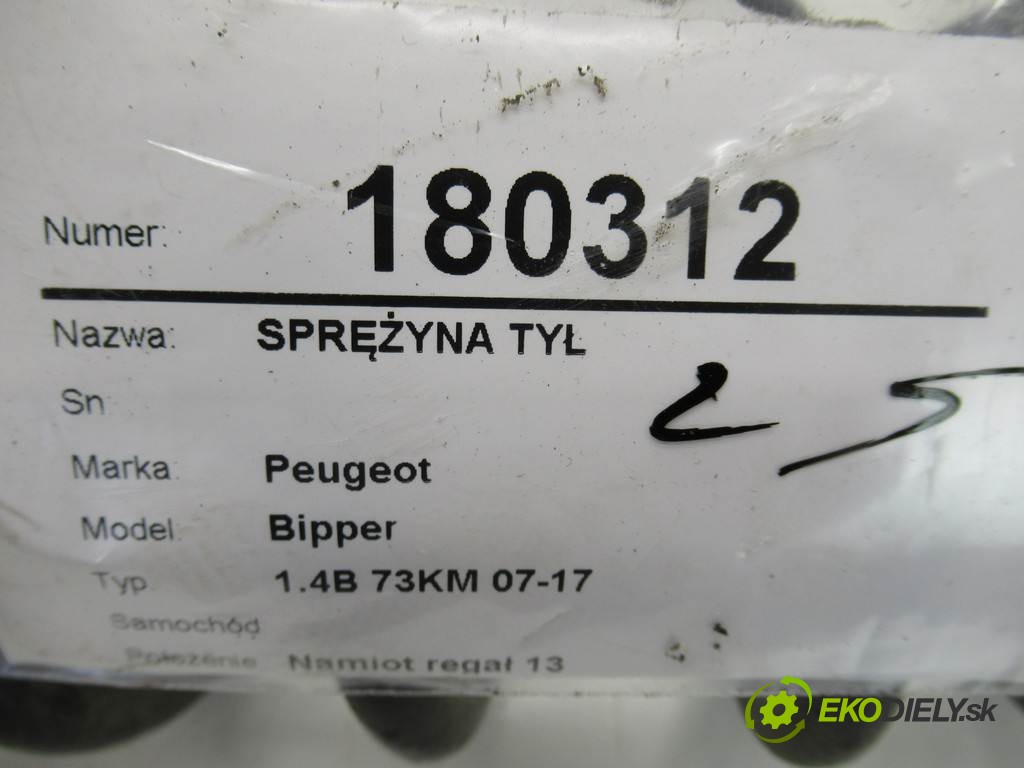 Numer: 180312
Nazwa: SPRĘŻYNA TYŁ
25
Sn
Marka: Peugeot
Model: Bipper
Typ 1.4B 73KM 07-17
Samochód
Położenie Namiot regał 13
EKODIELY.sk